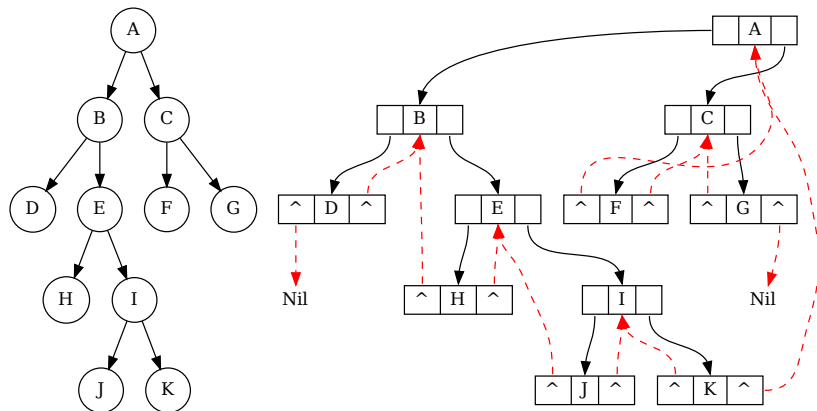 A
B C
D E F G
H I
J K
A
B C
^ D ^ E ^ F ^ ^ G ^
Nil ^ H ^ I Nil
^ J ^ ^ K ^